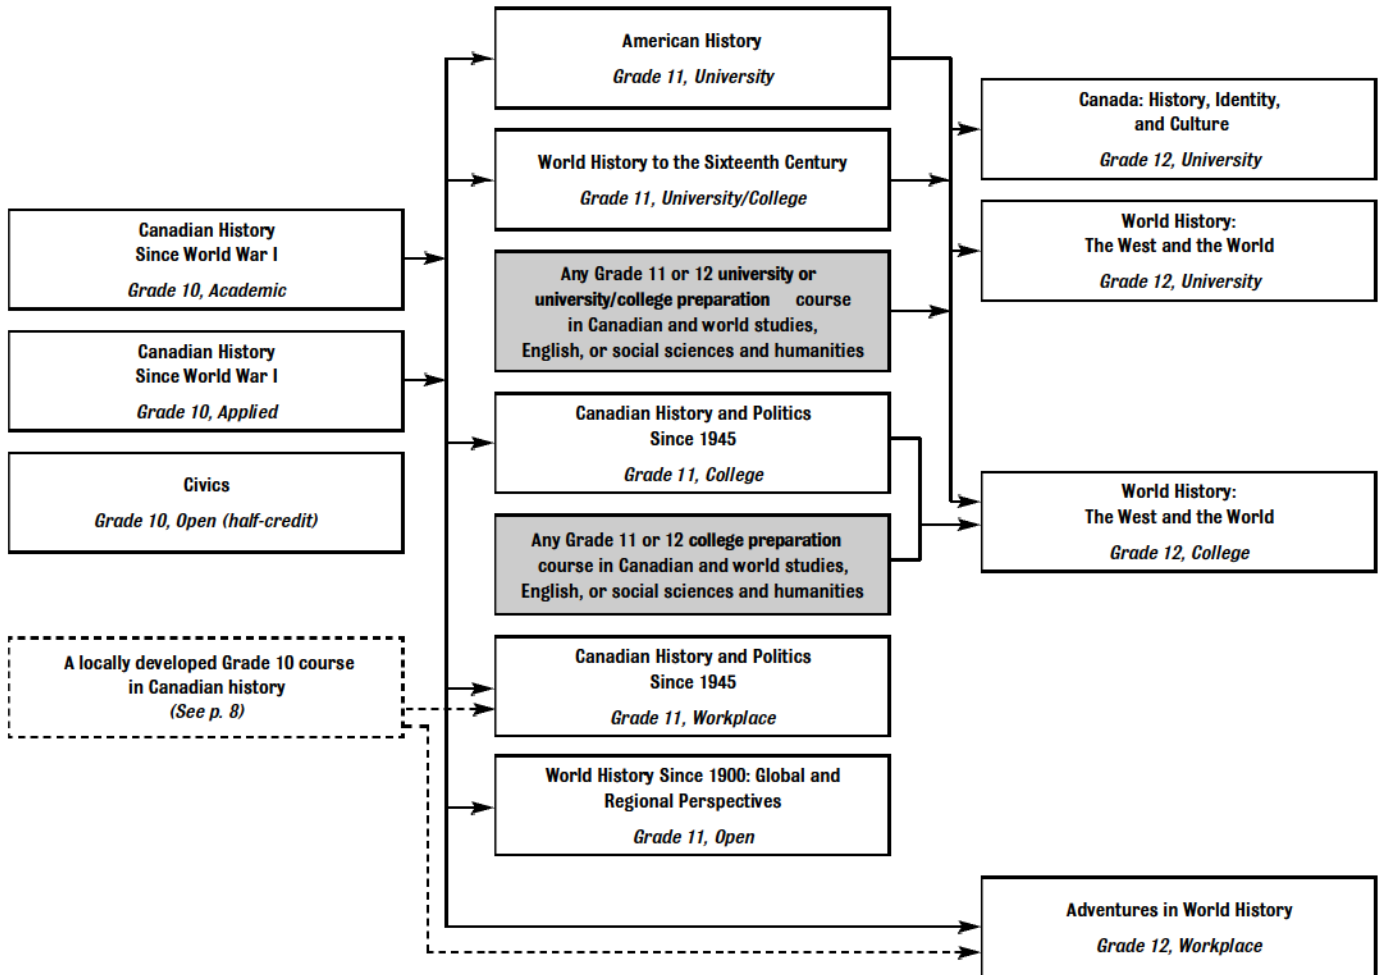 Canadian History
Since World War I
Grade 10, Academic
Canadian History
Since World War I
Grade 10, Applied
Civics
Grade 10, Open (half-credit)
A locally developed Grade 10 course
in Canadian history
(See p. 8)
American History
Grade 11, University
World History to the Sixteenth Century
Grade 11, University/College
Any Grade 11 or 12 university or
university/college preparation course
in Canadian and world studies,
English, or social sciences and humanities
Canadian History and Politics
Since 1945
Grade 11, College
Any Grade 11 or 12 college preparation
course in Canadian and world studies,
English, or social sciences and humanities
Canadian History and Politics
Since 1945
Grade 11, Workplace
World History Since 1900: Global and
Regional Perspectives
Grade 11, Open
Canada: History, Identity,
and Culture
Grade 12, University
World History:
The West and the World
Grade 12, University
World History:
The West and the World
Grade 12, College
Adventures in World History
Grade 12, Workplace